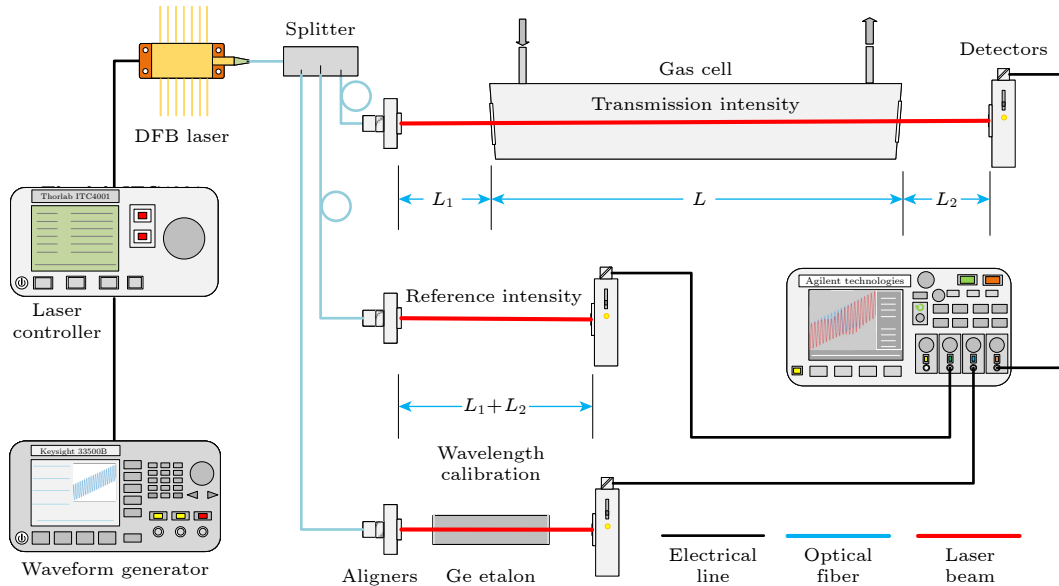 Splitter
Detectors
Gas cell
Transmission intensity
DFB laser
Thorlab ITC4001
L₁
L
L₂
Laser
controller
Reference intensity
Agilent technologies
L₁+L₂
Wavelength
calibration
Keysight 33500B
Waveform generator
Aligners
Ge etalon
Electrical
line
Optical
fiber
Laser
beam